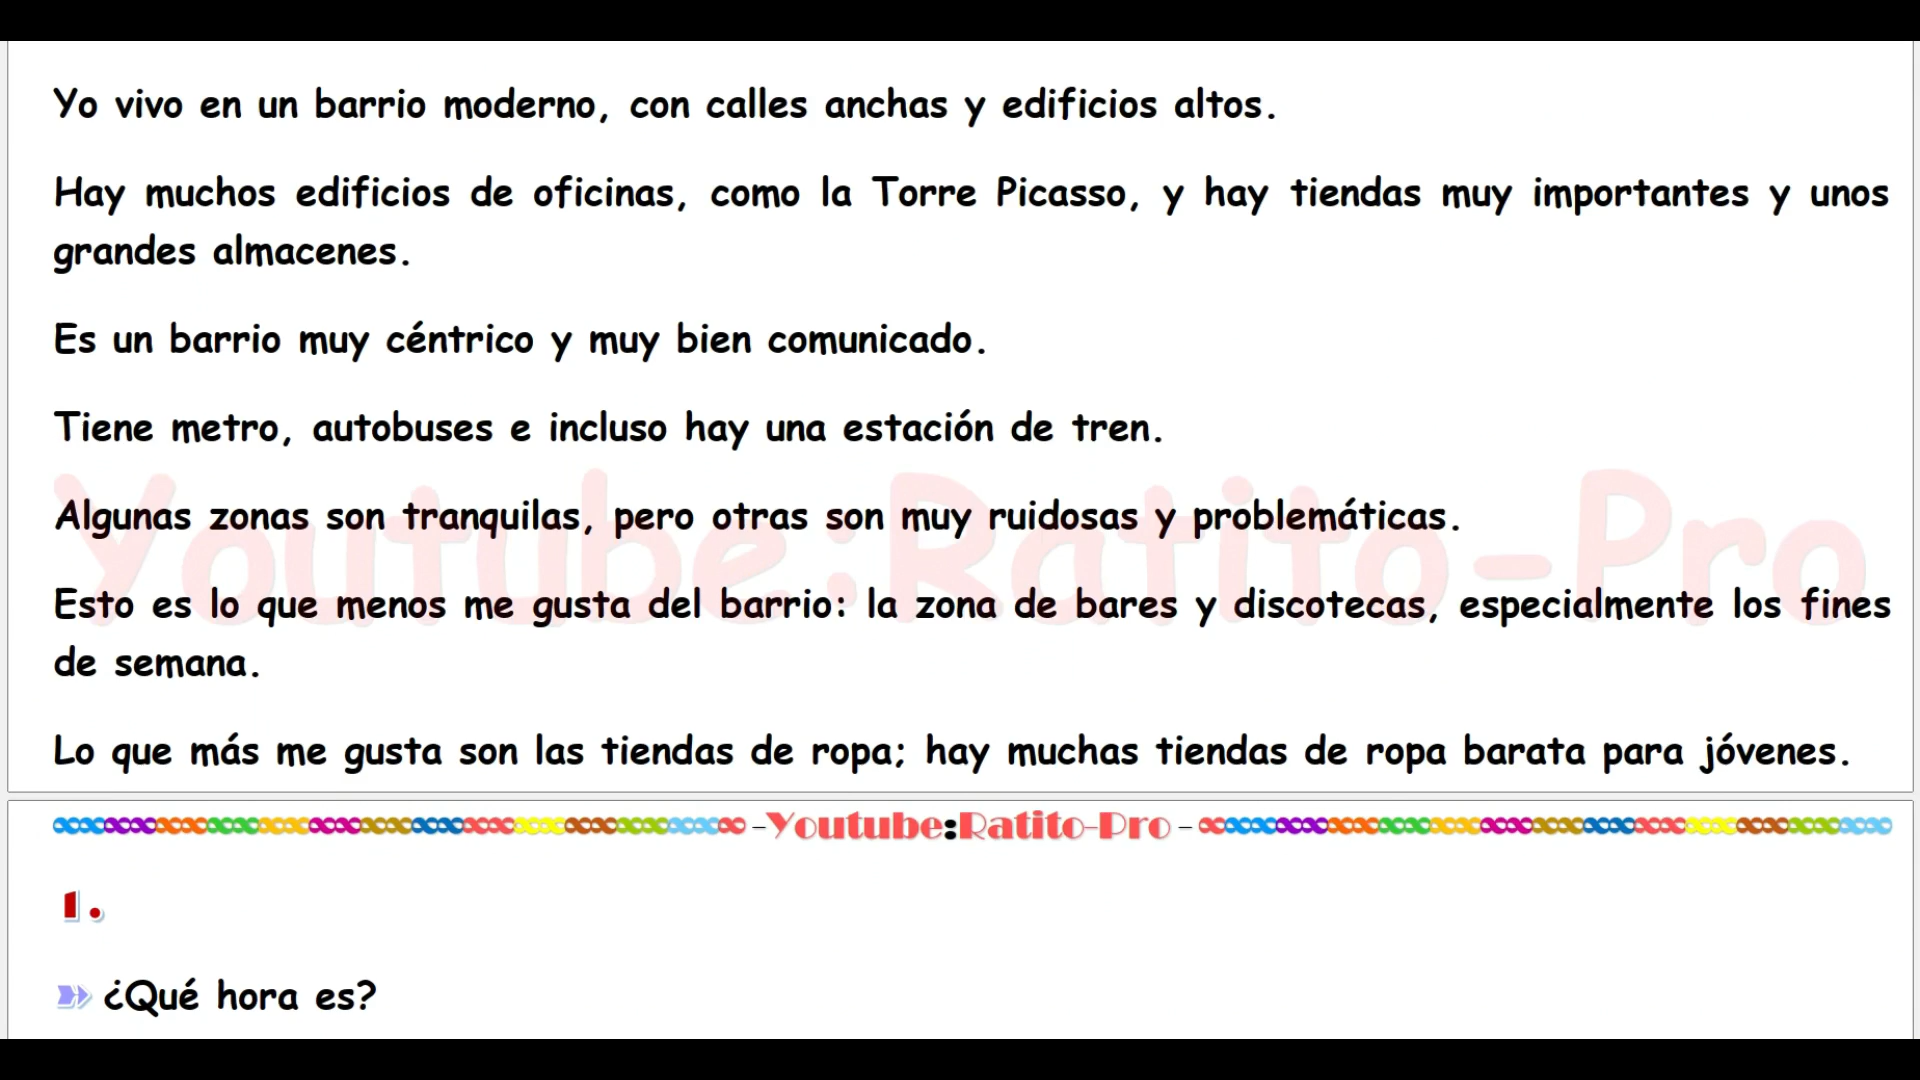 Yo vivo en un barrio moderno, con calles anchas y edificios altos.
Hay muchos edificios de oficinas, como la Torre Picasso, y hay tiendas muy importantes y unos
grandes almacenes.
Es un barrio muy céntrico y muy bien comunicado.
Tiene metro, autobuses e incluso hay una estación de tren.
Algunas zonas son tranquilas, pero otras son muy ruidosas y problemáticas.
Youtube:Ratito-Pro
Esto es lo que menos me gusta del barrio: la zona de bares y discotecas, especialmente los fines
de semana.
Lo que más me gusta son las tiendas de ropa; hay muchas tiendas de ropa barata para jóvenes.
-Youtube:Ratito-Pro -
1.
¿Qué hora es?